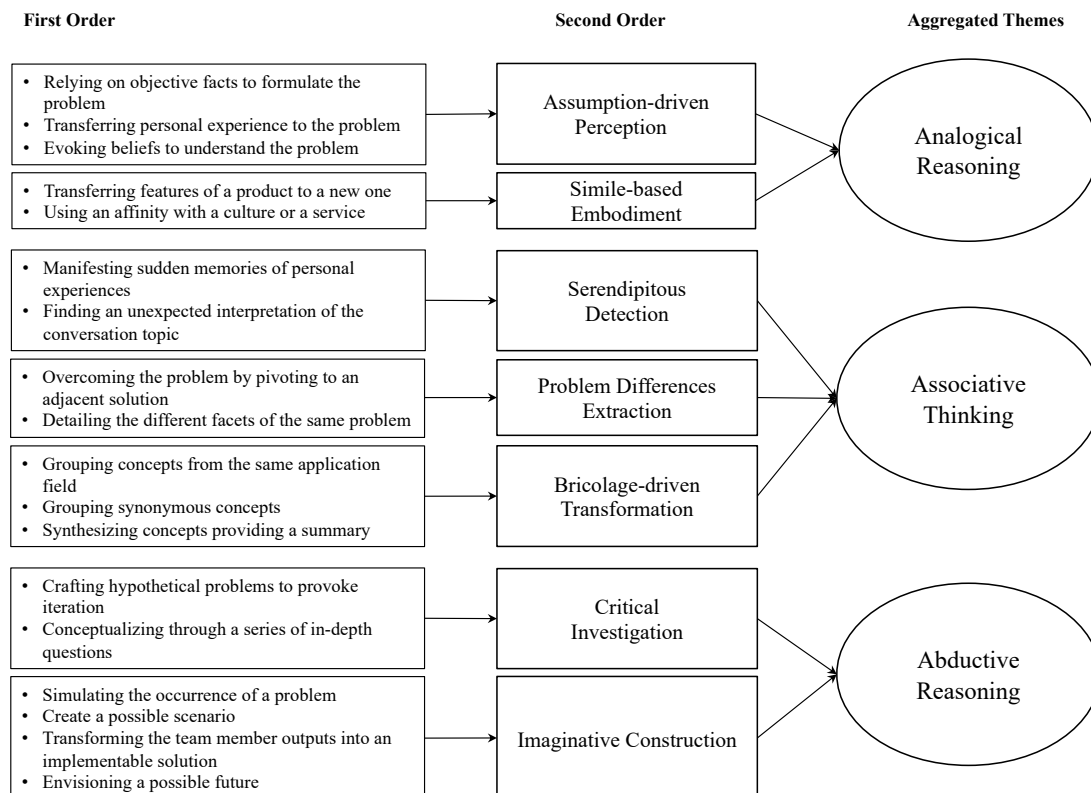 First Order
Second Order
Aggregated Themes
• Relying on objective facts to formulate the
problem
• Transferring personal experience to the problem
• Evoking beliefs to understand the problem
Assumption-driven
Perception
Analogical
Reasoning
• Transferring features of a product to a new one
• Using an affinity with a culture or a service
Simile-based
Embodiment
• Manifesting sudden memories of personal
experiences
• Finding an unexpected interpretation of the
conversation topic
Serendipitous
Detection
• Overcoming the problem by pivoting to an
adjacent solution
• Detailing the different facets of the same problem
Problem Differences
Extraction
Associative
Thinking
• Grouping concepts from the same application
field
• Grouping synonymous concepts
• Synthesizing concepts providing a summary
Bricolage-driven
Transformation
• Crafting hypothetical problems to provoke
iteration
• Conceptualizing through a series of in-depth
questions
Critical
Investigation
Abductive
Reasoning
• Simulating the occurrence of a problem
• Create a possible scenario
• Transforming the team member outputs into an
implementable solution
• Envisioning a possible future
Imaginative Construction